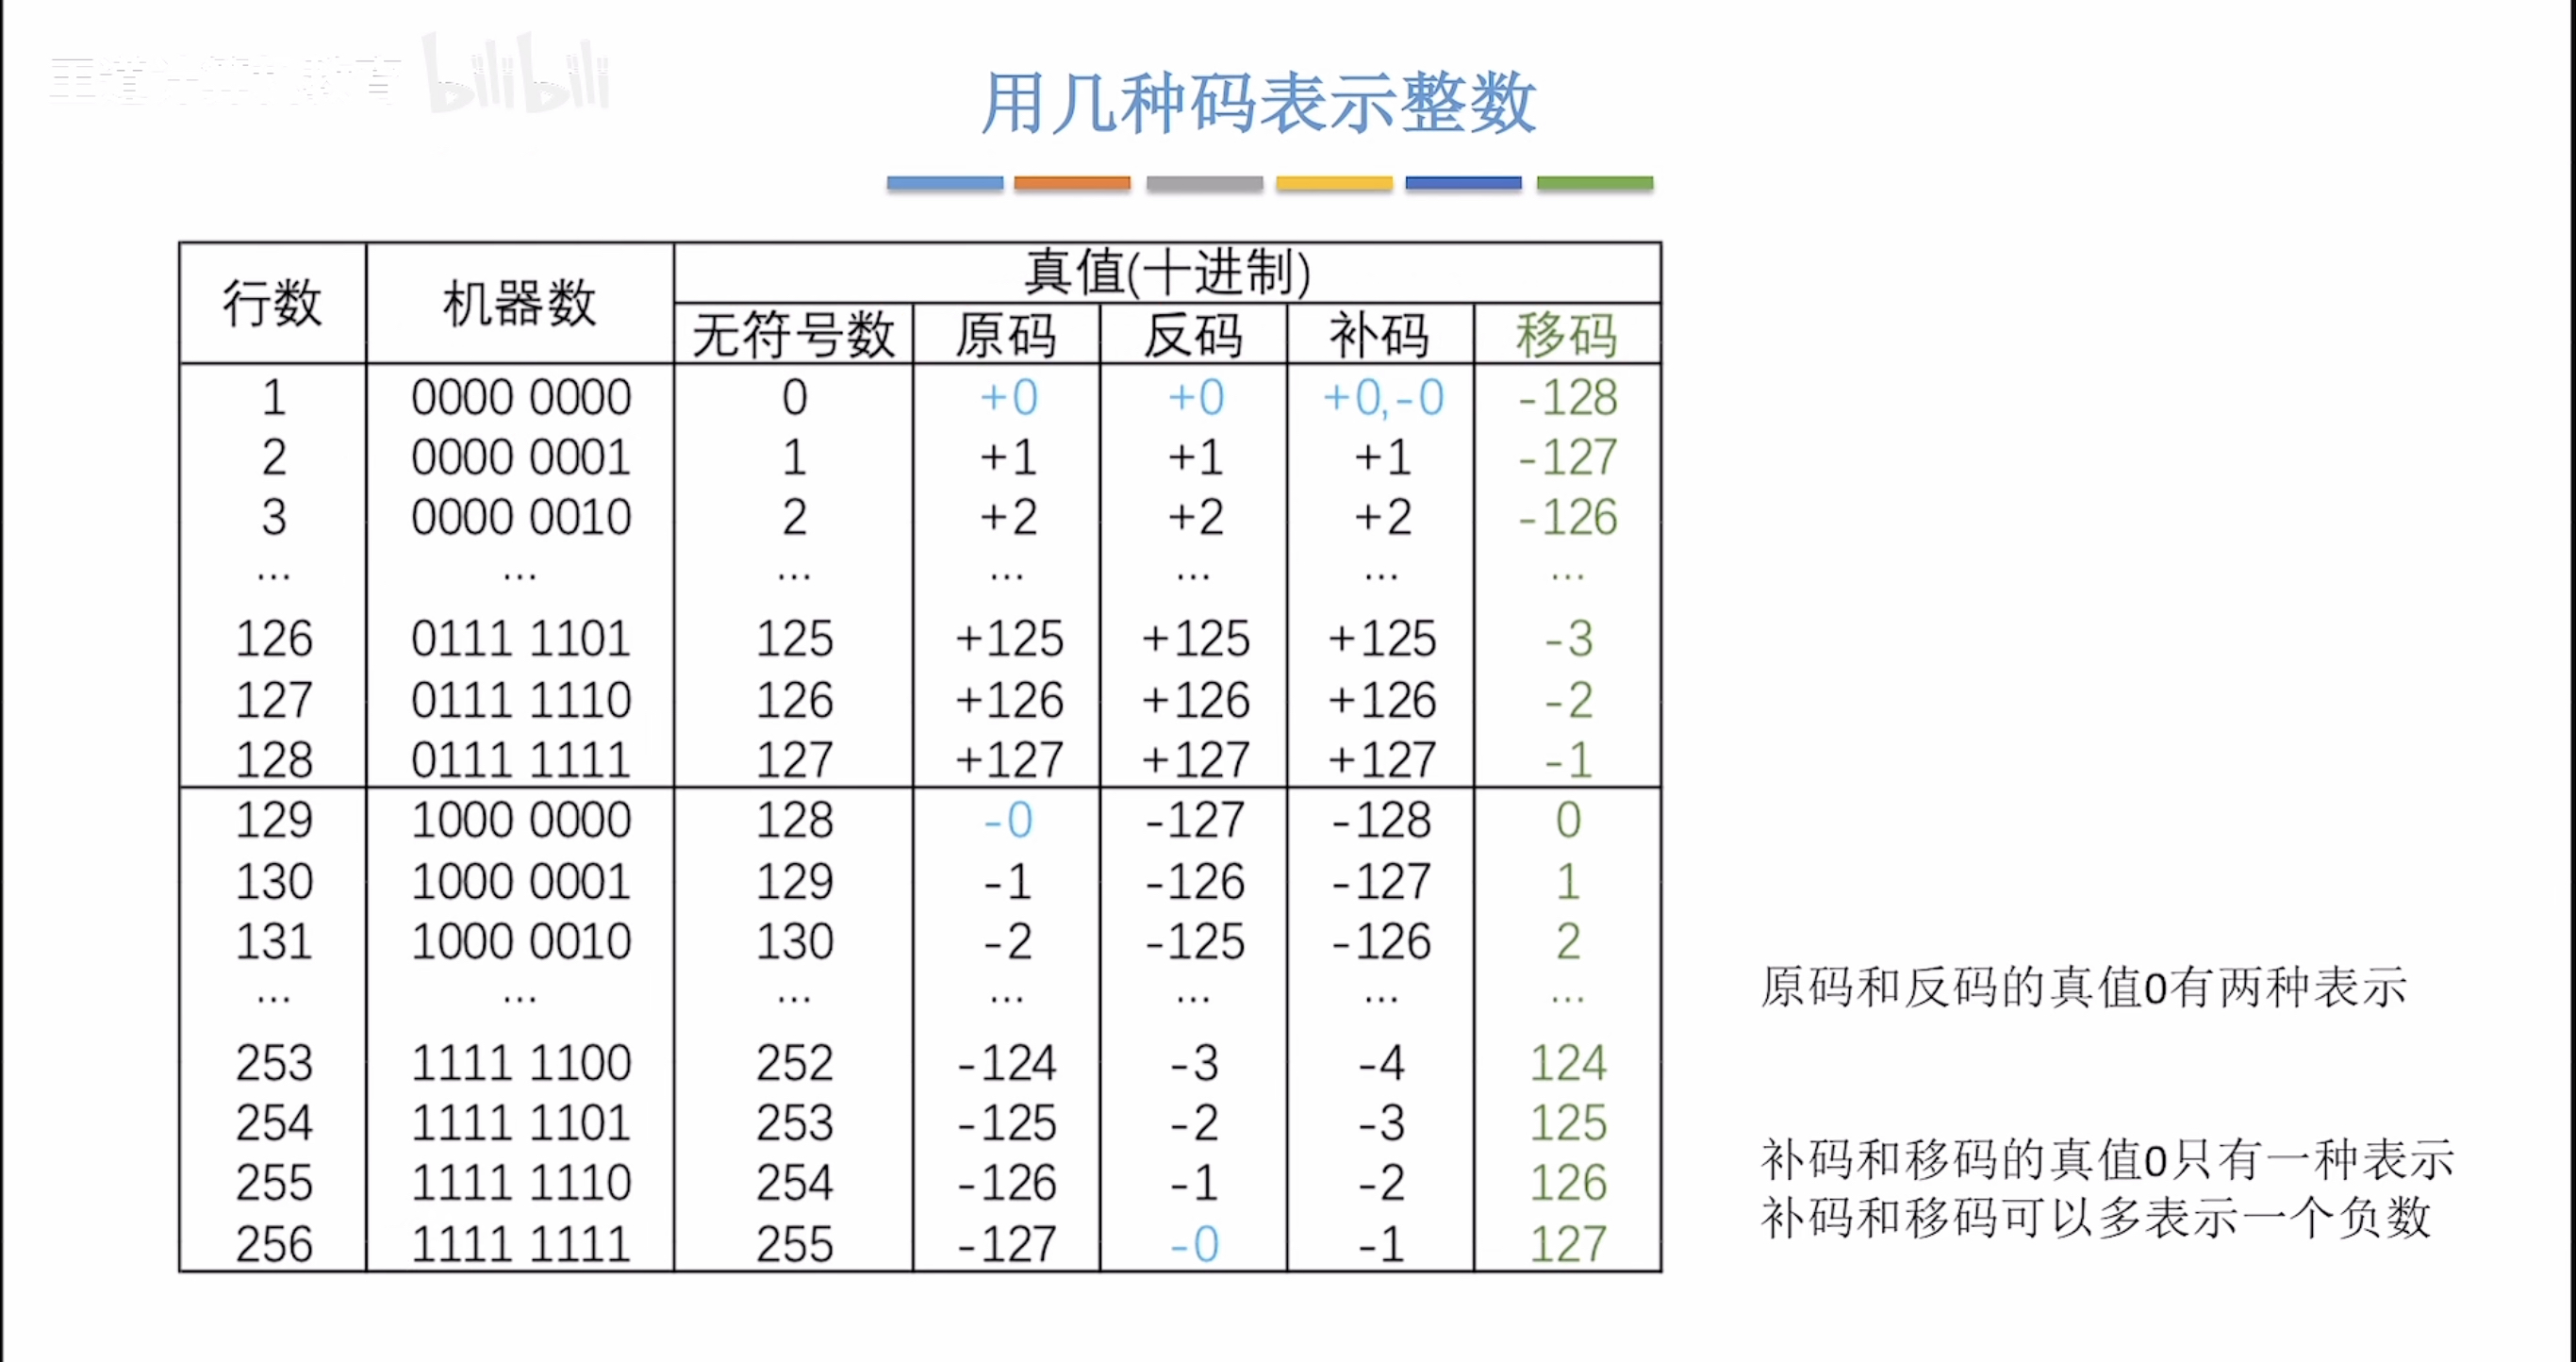 bilibili
用几种码表示整数
行数 机器数 真值(十进制)
无符号数 原码 反码 补码 移码
1 0000 0000 0 +0 +0 +0,-0 -128
2 0000 0001 1 +1 +1 +1 -127
3 0000 0010 2 +2 +2 +2 -126
... ... ... ... ... ... ...
126 0111 1101 125 +125 +125 +125 -3
127 0111 1110 126 +126 +126 +126 -2
128 0111 1111 127 +127 +127 +127 -1
129 1000 0000 128 -0 -127 -128 0
130 1000 0001 129 -1 -126 -127 1
131 1000 0010 130 -2 -125 -126 2
... ... ... ... ... ... ...
253 1111 1100 252 -124 -3 -4 124
254 1111 1101 253 -125 -2 -3 125
255 1111 1110 254 -126 -1 -2 126
256 1111 1111 255 -127 -0 -1 127
原码和反码的真值0有两种表示
补码和移码的真值0只有一种表示
补码和移码可以多表示一个负数